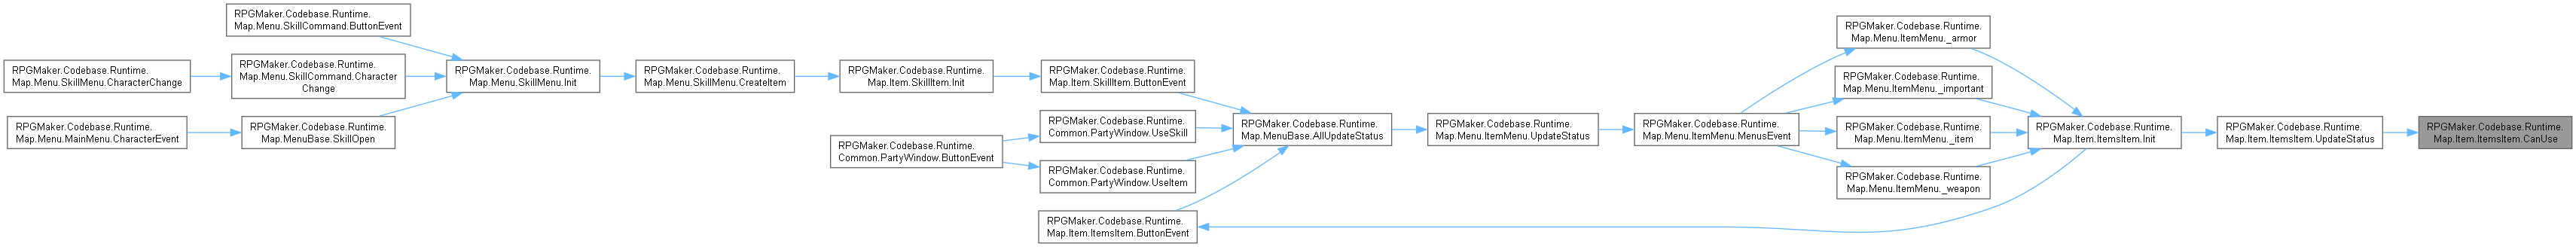 RPGMaker.Codebase.Runtime.
Map.Menu.SkillCommand.ButtonEvent
RPGMaker.Codebase.Runtime.
Map.Menu.SkillMenu.CharacterChange
RPGMaker.Codebase.Runtime.
Map.Menu.SkillCommand.Character
Change
RPGMaker.Codebase.Runtime.
Map.Menu.MainMenu.CharacterEvent
RPGMaker.Codebase.Runtime.
Map.MenuBase.SkillOpen
RPGMaker.Codebase.Runtime.
Map.Menu.SkillMenu.Init
RPGMaker.Codebase.Runtime.
Map.Menu.SkillMenu.CreateItem
RPGMaker.Codebase.Runtime.
Map.Item.SkillItem.Init
RPGMaker.Codebase.Runtime.
Map.Item.SkillItem.ButtonEvent
RPGMaker.Codebase.Runtime.
Common.PartyWindow.ButtonEvent
RPGMaker.Codebase.Runtime.
Common.PartyWindow.UseSkill
RPGMaker.Codebase.Runtime.
Common.PartyWindow.UseItem
RPGMaker.Codebase.Runtime.
Map.Item.ItemsItem.ButtonEvent
RPGMaker.Codebase.Runtime.
Map.MenuBase.AllUpdateStatus
RPGMaker.Codebase.Runtime.
Map.Menu.ItemMenu.UpdateStatus
RPGMaker.Codebase.Runtime.
Map.Menu.ItemMenu.MenusEvent
RPGMaker.Codebase.Runtime.
Map.Menu.ItemMenu._armor
RPGMaker.Codebase.Runtime.
Map.Menu.ItemMenu._important
RPGMaker.Codebase.Runtime.
Map.Menu.ItemMenu._item
RPGMaker.Codebase.Runtime.
Map.Menu.ItemMenu._weapon
RPGMaker.Codebase.Runtime.
Map.Item.ItemsItem.Init
RPGMaker.Codebase.Runtime.
Map.Item.ItemsItem.UpdateStatus
RPGMaker.Codebase.Runtime.
Map.Item.ItemsItem.CanUse